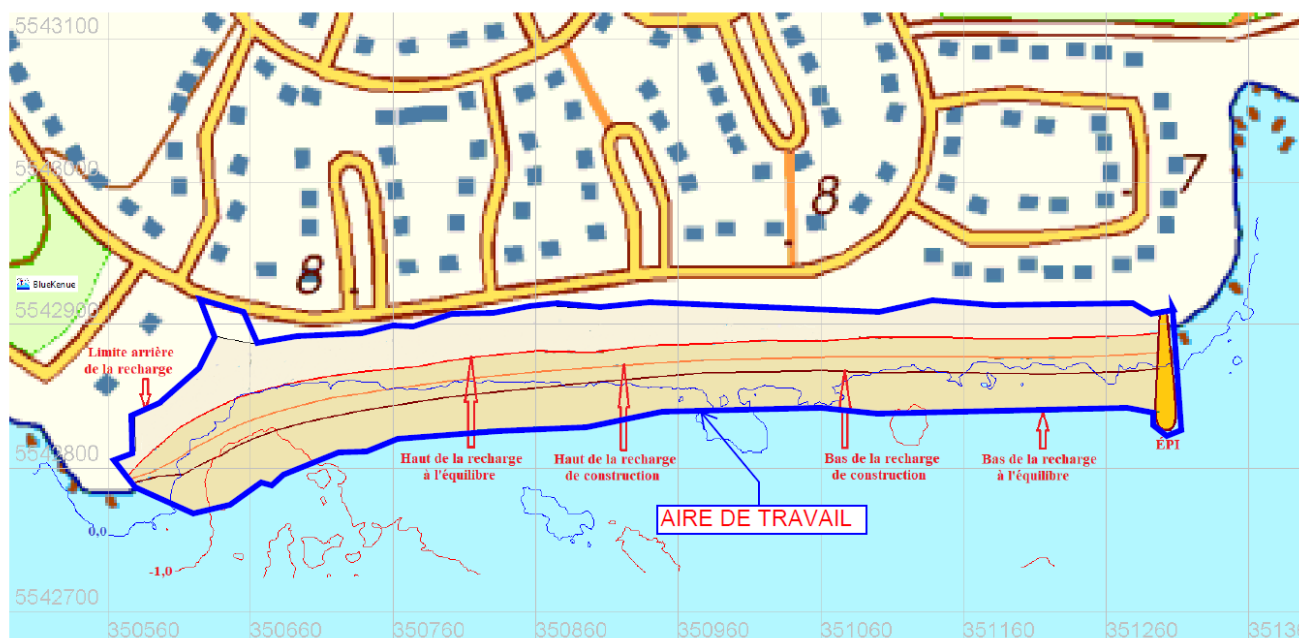 5543100
5543000
7
8
8
BlueKenue
5542900
Limite arrière
de la recharge
Haut de la recharge
à l'équilibre
Haut de la recharge
de construction
Bas de la recharge
de construction
Bas de la recharge
à l'équilibre
ÉPI
5542800
AIRE DE TRAVAIL
0,0
-1,0
5542700
350560
350660
350760
350860
350960
351060
351160
351260